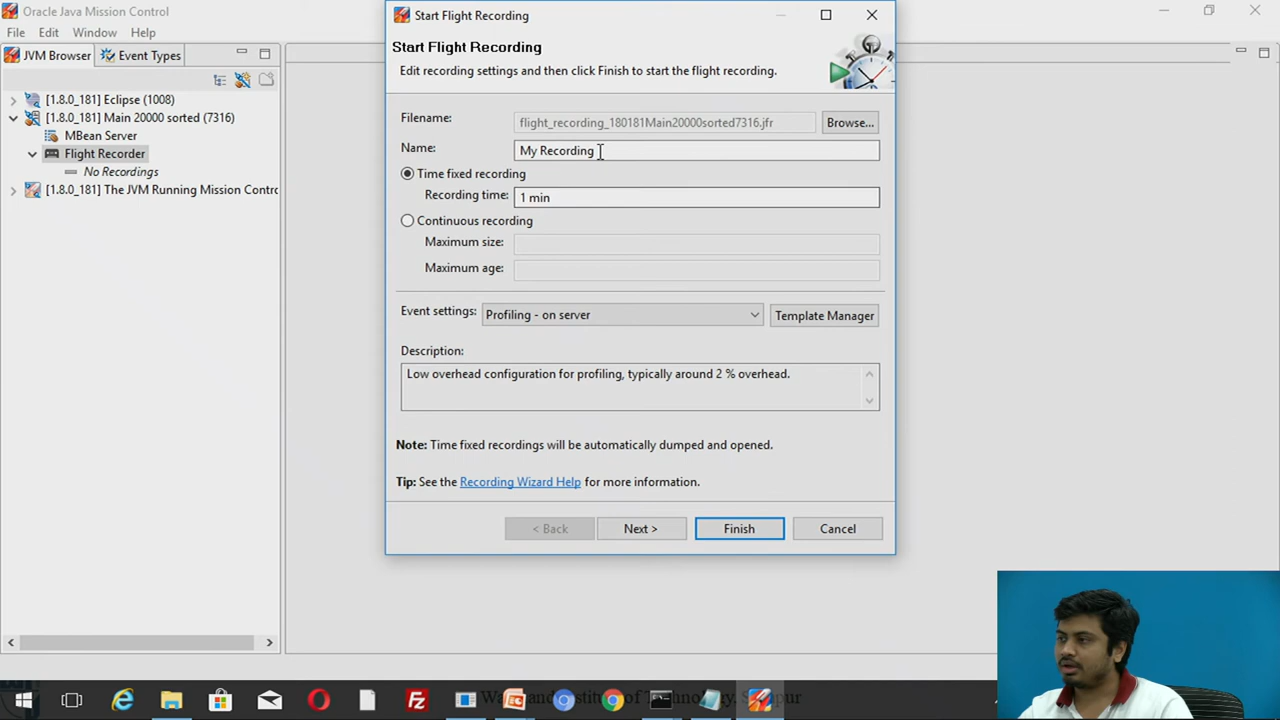 Oracle Java Mission Control
File Edit Window Help
JVM Browser
Event Types
[1.8.0_181] Eclipse (1008)
[1.8.0_181] Main 20000 sorted (7316)
MBean Server
Flight Recorder
No Recordings
[1.8.0_181] The JVM Running Mission Contro
Start Flight Recording
Start Flight Recording
Edit recording settings and then click Finish to start the flight recording.
Filename: flight_recording_180181Main20000sorted7316.jfr Browse...
Name: My Recording
Time fixed recording
Recording time: 1 min
Continuous recording
Maximum size:
Maximum age:
Event settings: Profiling - on server Template Manager
Description:
Low overhead configuration for profiling, typically around 2 % overhead.
Note: Time fixed recordings will be automatically dumped and opened.
Tip: See the Recording Wizard Help for more information.
< Back Next > Finish Cancel